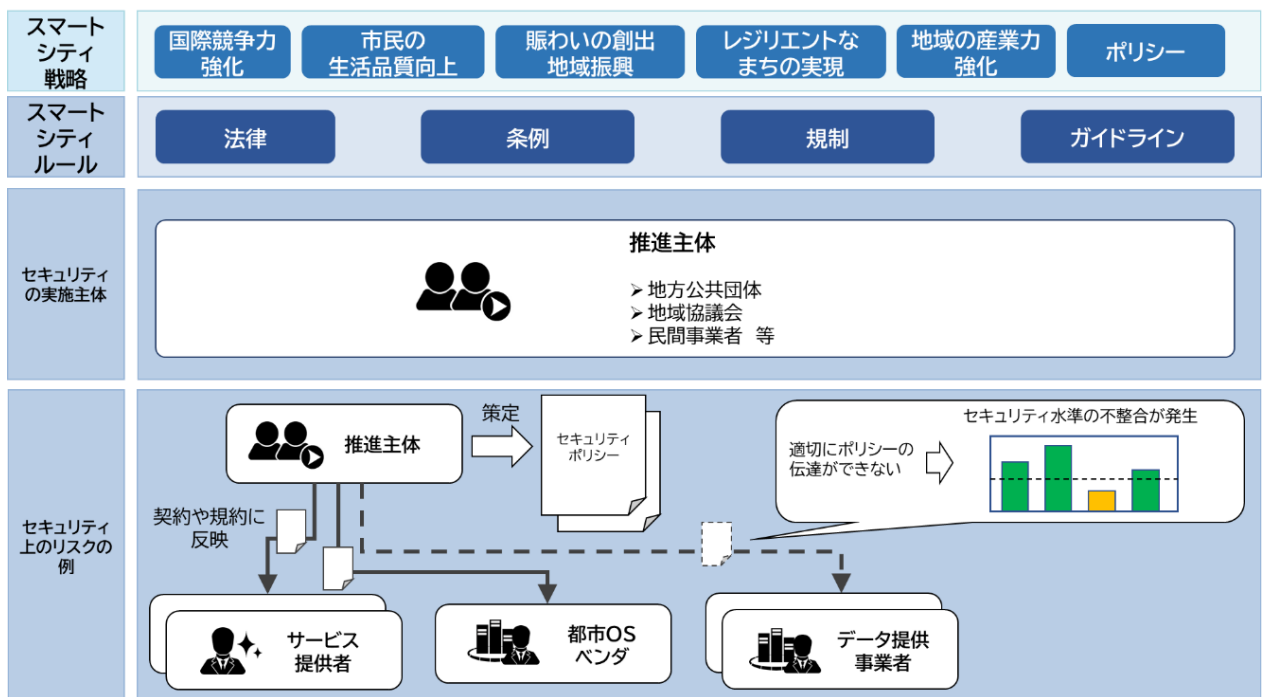 スマート
シティ
戦略
国際競争力
強化
市民の
生活品質向上
賑わいの創出
地域振興
レジリエントな
まちの実現
地域の産業力
強化
ポリシー
スマート
シティ
ルール
法律
条例
規制
ガイドライン
セキュリティ
の実施主体
推進主体
➢地方公共団体
➢地域協議会
➢民間事業者 等
セキュリティ
上のリスクの
例
推進主体
策定
セキュリティ
ポリシー
セキュリティ水準の不整合が発生
適切にポリシーの
伝達ができない
契約や規約に
反映
サービス
提供者
都市OS
ベンダ
データ提供
事業者